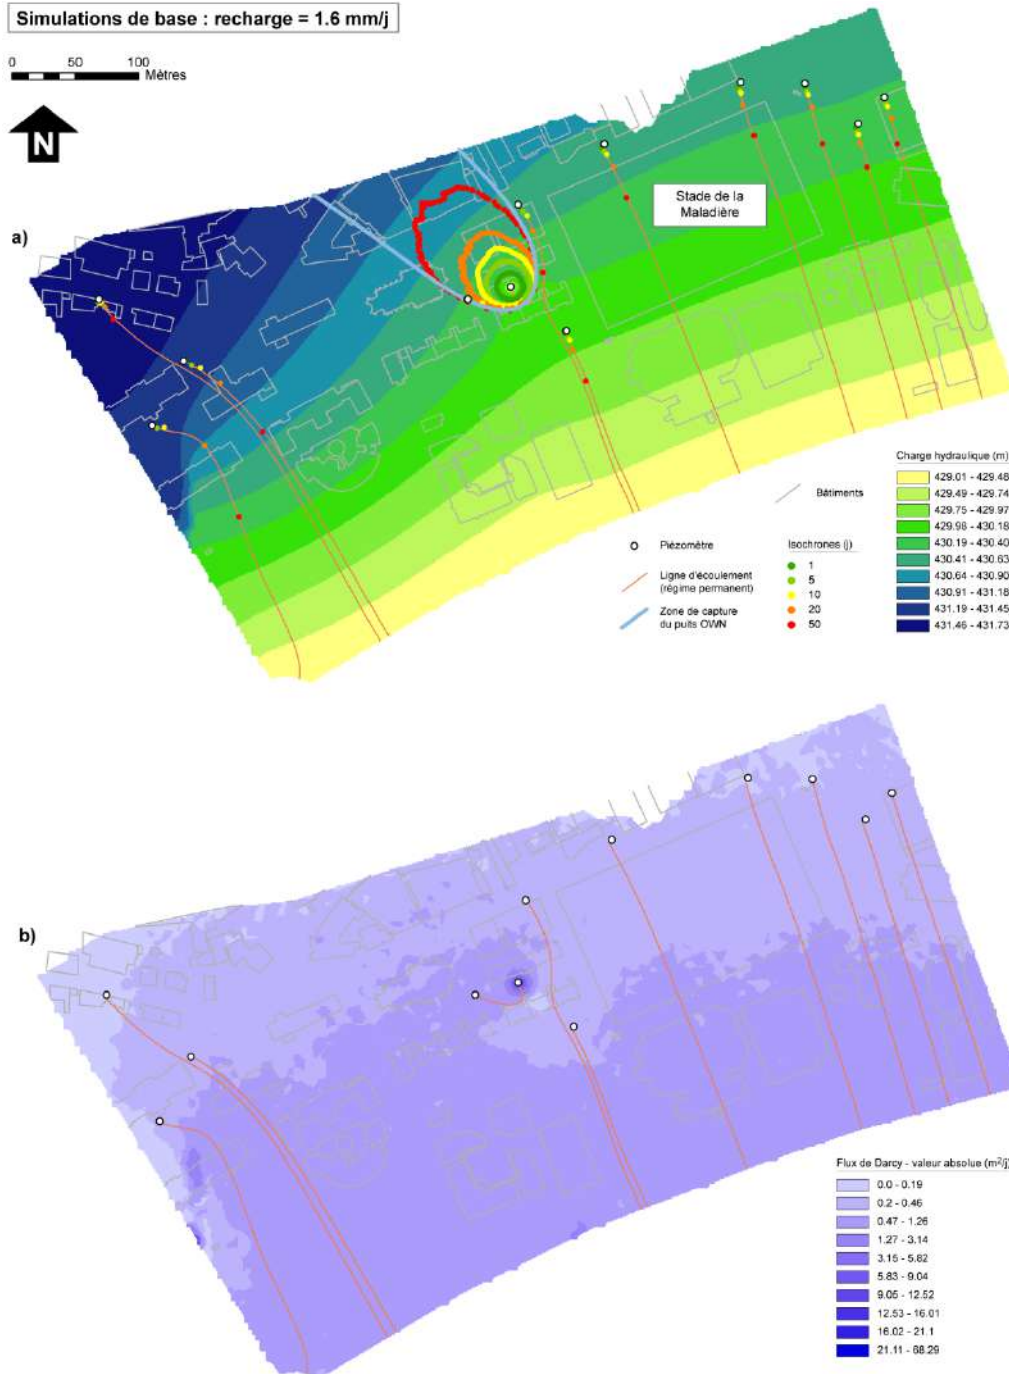 Simulations de base : recharge = 1.6 mm/j
0 50 100
Mètres
N
a)
Stade de la
Maladière
Bâtiments
Piézomètre
Ligne d'écoulement
(régime permanent)
Zone de capture
du puits OWN
Isochrones (j)
1
5
10
20
50
Charge hydraulique (m)
429.01 - 429.48
429.49 - 429.74
429.75 - 429.97
429.98 - 430.18
430.19 - 430.40
430.41 - 430.63
430.64 - 430.90
430.91 - 431.18
431.19 - 431.45
431.46 - 431.73
b)
Flux de Darcy - valeur absolue (m²/j)
0.0 - 0.19
0.2 - 0.46
0.47 - 1.26
1.27 - 3.14
3.15 - 5.82
5.83 - 9.04
9.05 - 12.52
12.53 - 16.01
16.02 - 21.1
21.11 - 68.29